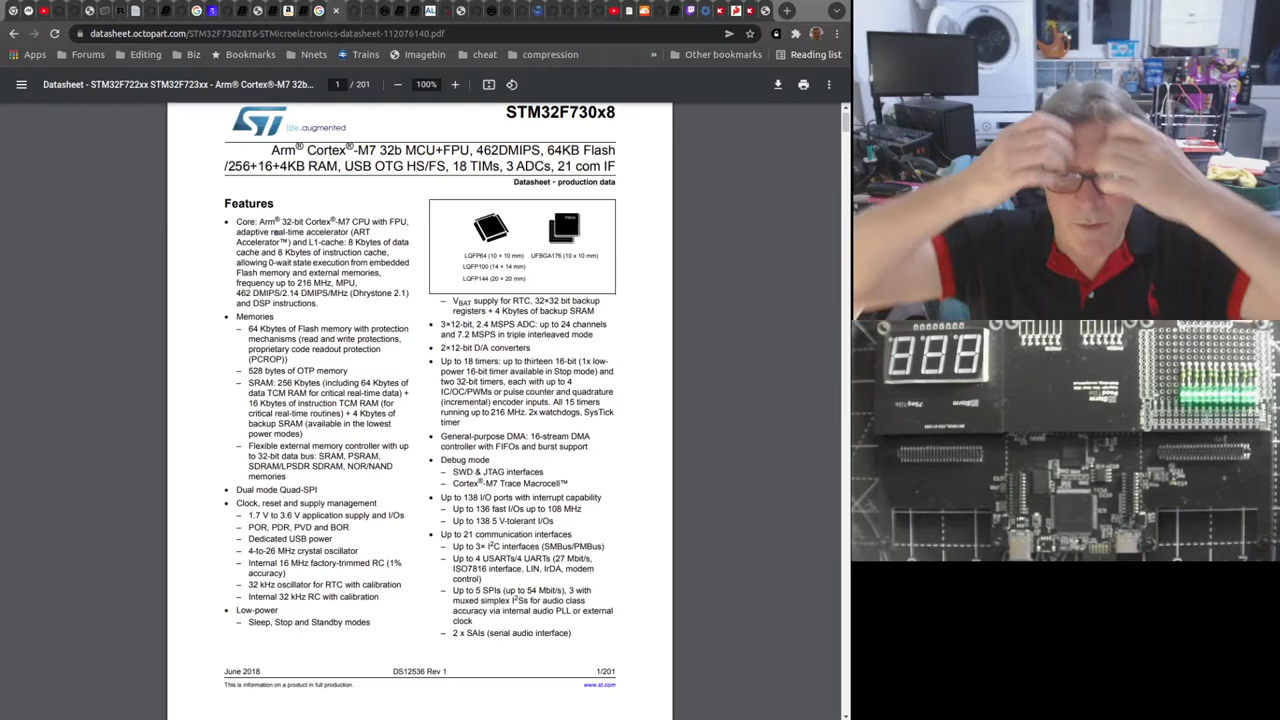 datasheet.octopart.com/STM32F730Z8T6-STMicroelectronics-datasheet-112076140.pdf
Apps
Forum
Editing
Bir
Bookmarks
Nnets
Trains
Imagebin
cheat
compression
»
Other bookmarks
Reading list
Datasheet - STM32F722xx STM32F723xx - Arm® Cortex®-M7 32b...
1 / 201
100%
ST
life.augmented
STM32F730x8
Arm® Cortex®-M7 32b MCU+FPU, 462DMIPS, 64KB Flash
/256+16+4KB RAM, USB OTG HS/FS, 18 TIMs, 3 ADCs, 21 com IF
Datasheet - production data
Features
• Core: Arm® 32-bit Cortex®-M7 CPU with FPU,
adaptive real-time accelerator (ART
Accelerator™) and L1-cache: 8 Kbytes of data
cache and 8 Kbytes of instruction cache,
allowing 0-wait state execution from embedded
Flash memory and external memories,
frequency up to 216 MHz, MPU,
462 DMIPS/2.14 DMIPS/MHz (Dhrystone 2.1)
and DSP instructions.
• Memories
– 64 Kbytes of Flash memory with protection
mechanisms (read and write protections,
proprietary code readout protection
(PCROP))
– 528 bytes of OTP memory
– SRAM: 256 Kbytes (including 64 Kbytes of
data TCM RAM for critical real-time data) +
16 Kbytes of instruction TCM RAM (for
critical real-time routines) + 4 Kbytes of
backup SRAM (available in the lowest
power modes)
– Flexible external memory controller with up
to 32-bit data bus: SRAM, PSRAM,
SDRAM/LPSDR SDRAM, NOR/NAND
memories
• Dual mode Quad-SPI
• Clock, reset and supply management
– 1.7 V to 3.6 V application supply and I/Os
– POR, PDR, PVD and BOR
– Dedicated USB power
– 4-to-26 MHz crystal oscillator
– Internal 16 MHz factory-trimmed RC (1%
accuracy)
– 32 kHz oscillator for RTC with calibration
– Internal 32 kHz RC with calibration
• Low-power
– Sleep, Stop and Standby modes
LQFP64 (10 × 10 mm)
LQFP100 (14 × 14 mm)
LQFP144 (20 × 20 mm)
UFBGA176 (10 x 10 mm)
– VBAT supply for RTC, 32×32 bit backup
registers + 4 Kbytes of backup SRAM
• 3×12-bit, 2.4 MSPS ADC: up to 24 channels
and 7.2 MSPS in triple interleaved mode
• 2×12-bit D/A converters
• Up to 18 timers: up to thirteen 16-bit (1x low-
power 16-bit timer available in Stop mode) and
two 32-bit timers, each with up to 4
IC/OC/PWMs or pulse counter and quadrature
(incremental) encoder inputs. All 15 timers
running up to 216 MHz. 2x watchdogs, SysTick
timer
• General-purpose DMA: 16-stream DMA
controller with FIFOs and burst support
• Debug mode
– SWD & JTAG interfaces
– Cortex®-M7 Trace Macrocell™
• Up to 138 I/O ports with interrupt capability
– Up to 136 fast I/Os up to 108 MHz
– Up to 138 5 V-tolerant I/Os
• Up to 21 communication interfaces
– Up to 3× I²C interfaces (SMBus/PMBus)
– Up to 4 USARTs/4 UARTs (27 Mbit/s,
ISO7816 interface, LIN, IrDA, modem
control)
– Up to 5 SPIs (up to 54 Mbit/s), 3 with
muxed simplex I²Ss for audio class
accuracy via internal audio PLL or external
clock
– 2 x SAIs (serial audio interface)
June 2018
DS12536 Rev 1
1/201
This is information on a product in full production.
www.st.com
888